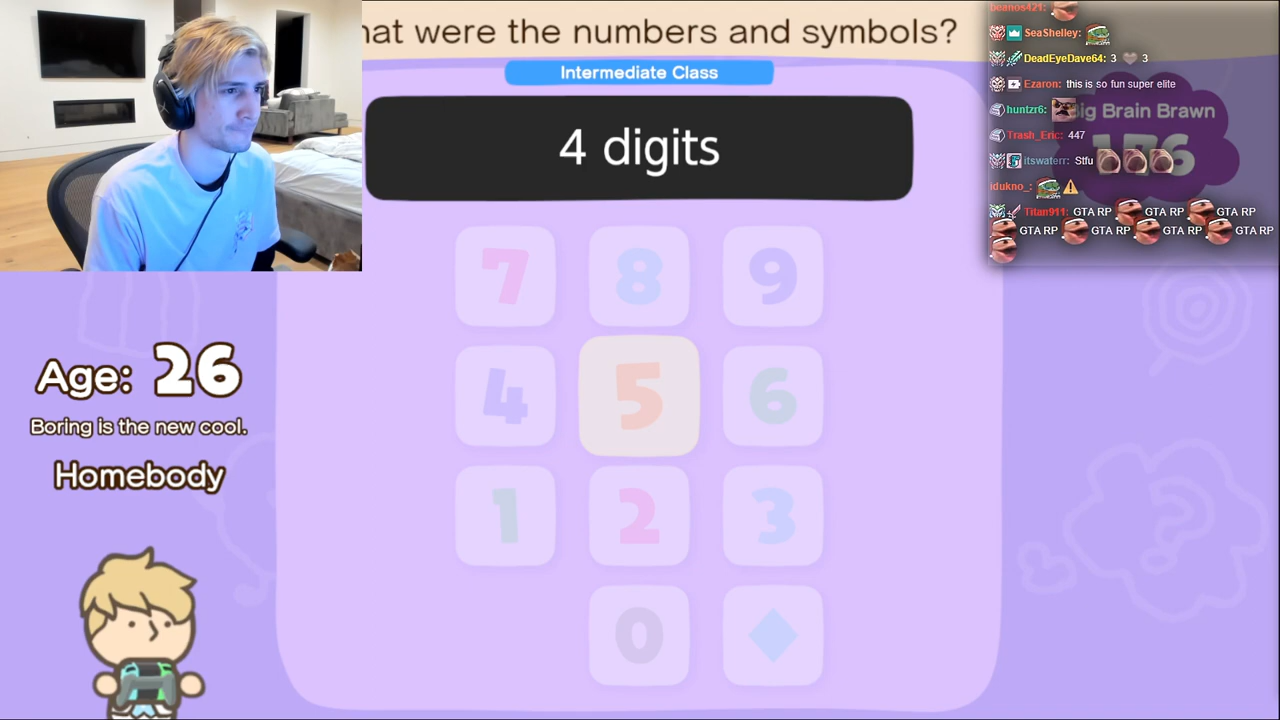 hat were the numbers and symbols?
Intermediate Class
4 digits
7 8 9
4 5 6
1 2 3
0
Age: 26
Boring is the new cool.
Homebody
beanos421:
SeaShelley:
DeadEyeDave64: 3 3
Ezaron: this is so fun super elite
huntzr6:
Big Brain Brawn
Trash_Eric: 447
itswaterr: Stfu
idukno_:
Titan911: GTA RP GTA RP GTA RP
GTA RP GTA RP GTA RP GTA RP